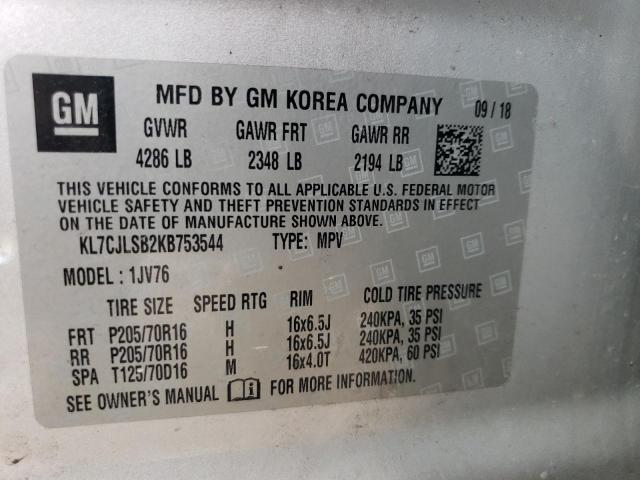 GM
MFD BY GM KOREA COMPANY 09 / 18
GVWR GAWR FRT GAWR RR
4286 LB 2348 LB 2194 LB
THIS VEHICLE CONFORMS TO ALL APPLICABLE U.S. FEDERAL MOTOR
VEHICLE SAFETY AND THEFT PREVENTION STANDARDS IN EFFECT
ON THE DATE OF MANUFACTURE SHOWN ABOVE.
KL7CJLSB2KB753544 TYPE: MPV
MODEL : 1JV76
TIRE SIZE SPEED RTG RIM COLD TIRE PRESSURE
FRT P205/70R16 H 16x6.5J 240KPA, 35 PSI
RR P205/70R16 H 16x6.5J 240KPA, 35 PSI
SPA T125/70D16 M 16x4.0T 420KPA, 60 PSI
SEE OWNER'S MANUAL FOR MORE INFORMATION.